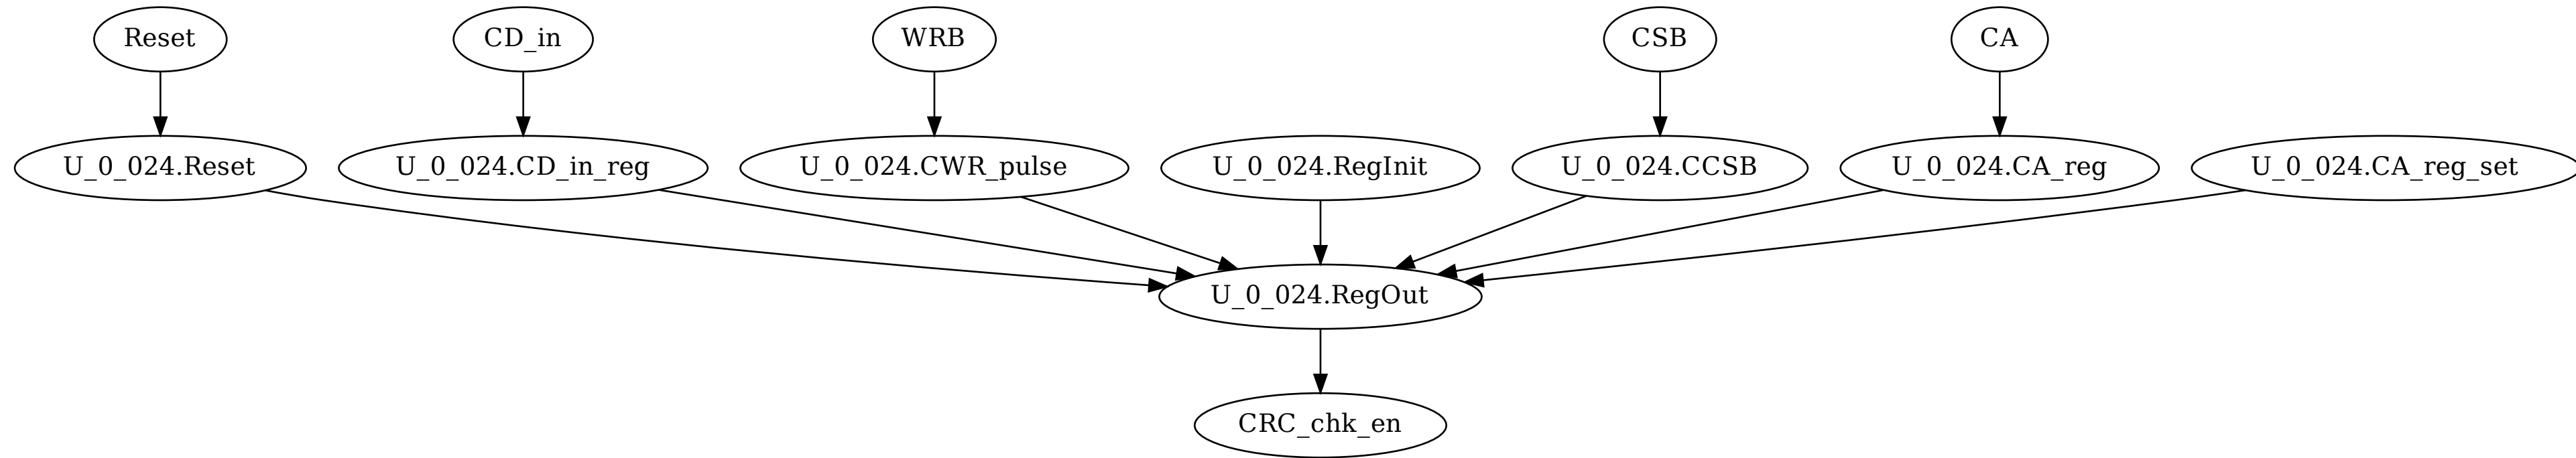 Reset
CD_in
WRB
CSB
CA
U_0_024.Reset
U_0_024.CD_in_reg
U_0_024.CWR_pulse
U_0_024.RegInit
U_0_024.CCSB
U_0_024.CA_reg
U_0_024.CA_reg_set
U_0_024.RegOut
CRC_chk_en